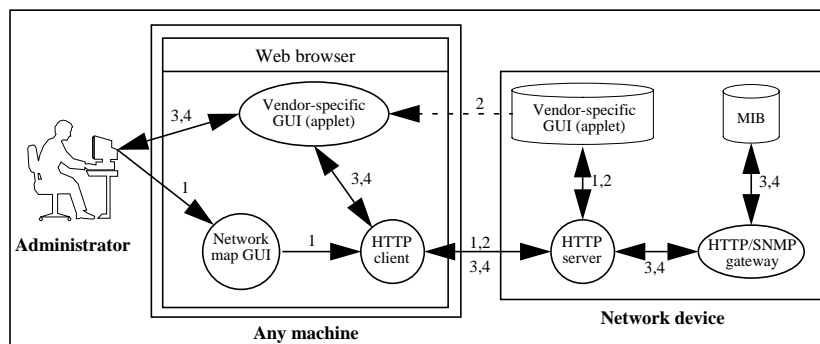 Web browser
Vendor-specific
GUI (applet)
2
Vendor-specific
GUI (applet)
MIB
3,4
3,4
1,2
3,4
1
Administrator
Network
map GUI
1
HTTP
client
1,2
3,4
HTTP
server
3,4
HTTP/SNMP
gateway
Any machine
Network device